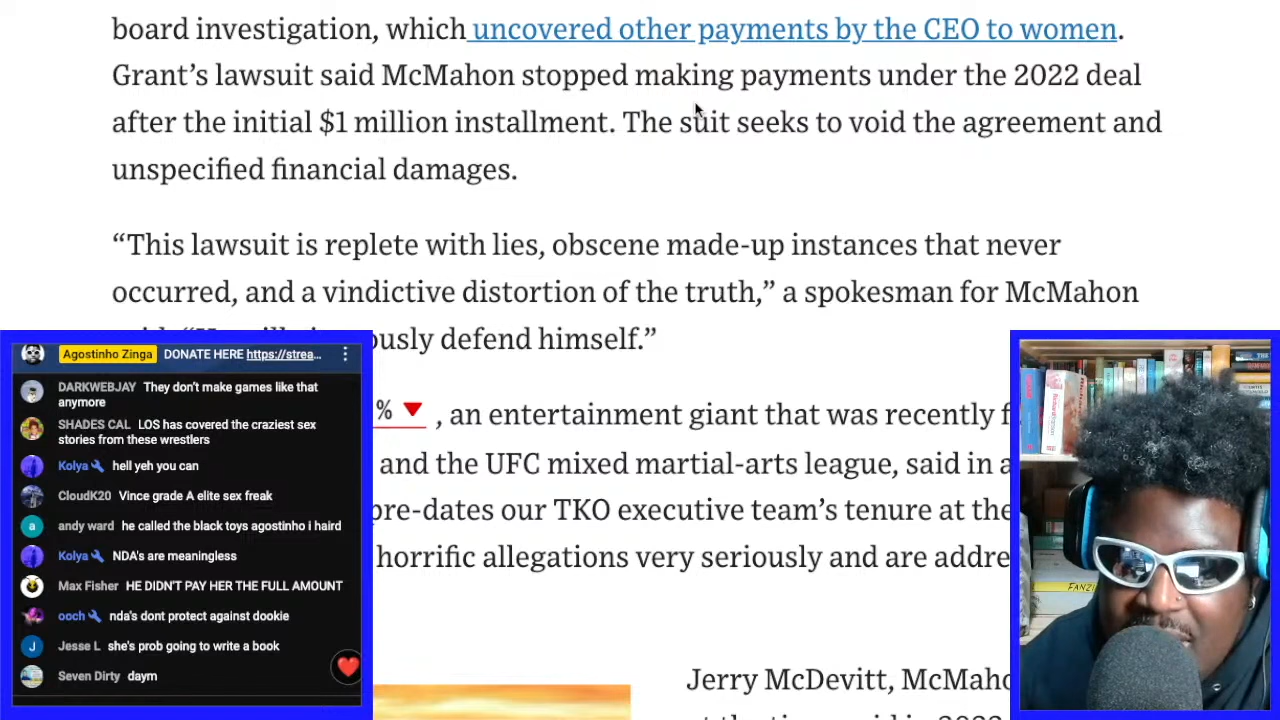 board investigation, which uncovered other payments by the CEO to women.
Grant’s lawsuit said McMahon stopped making payments under the 2022 deal
after the initial $1 million installment. The suit seeks to void the agreement and
unspecified financial damages.
“This lawsuit is replete with lies, obscene made-up instances that never
occurred, and a vindictive distortion of the truth,” a spokesman for McMahon
defend himself.”
% , an entertainment giant that was recently
and the UFC mixed martial-arts league, said in a
pre-dates our TKO executive team’s tenure at the
horrific allegations very seriously and are addre
Jerry McDevitt, McMaho
Agostinho Zinga DONATE HERE https://strea...
DARKWEBJAY They don't make games like that
anymore
SHADES CAL LOS has covered the craziest sex
stories from these wrestlers
Kolya hell yeh you can
CloudK20 Vince grade A elite sex freak
andy ward he called the black toys agostinho i haird
Kolya NDA's are meaningless
Max Fisher HE DIDN'T PAY HER THE FULL AMOUNT
ooch nda's dont protect against dookie
Jesse L she's prob going to write a book
Seven Dirty daym
J
a
FANZI